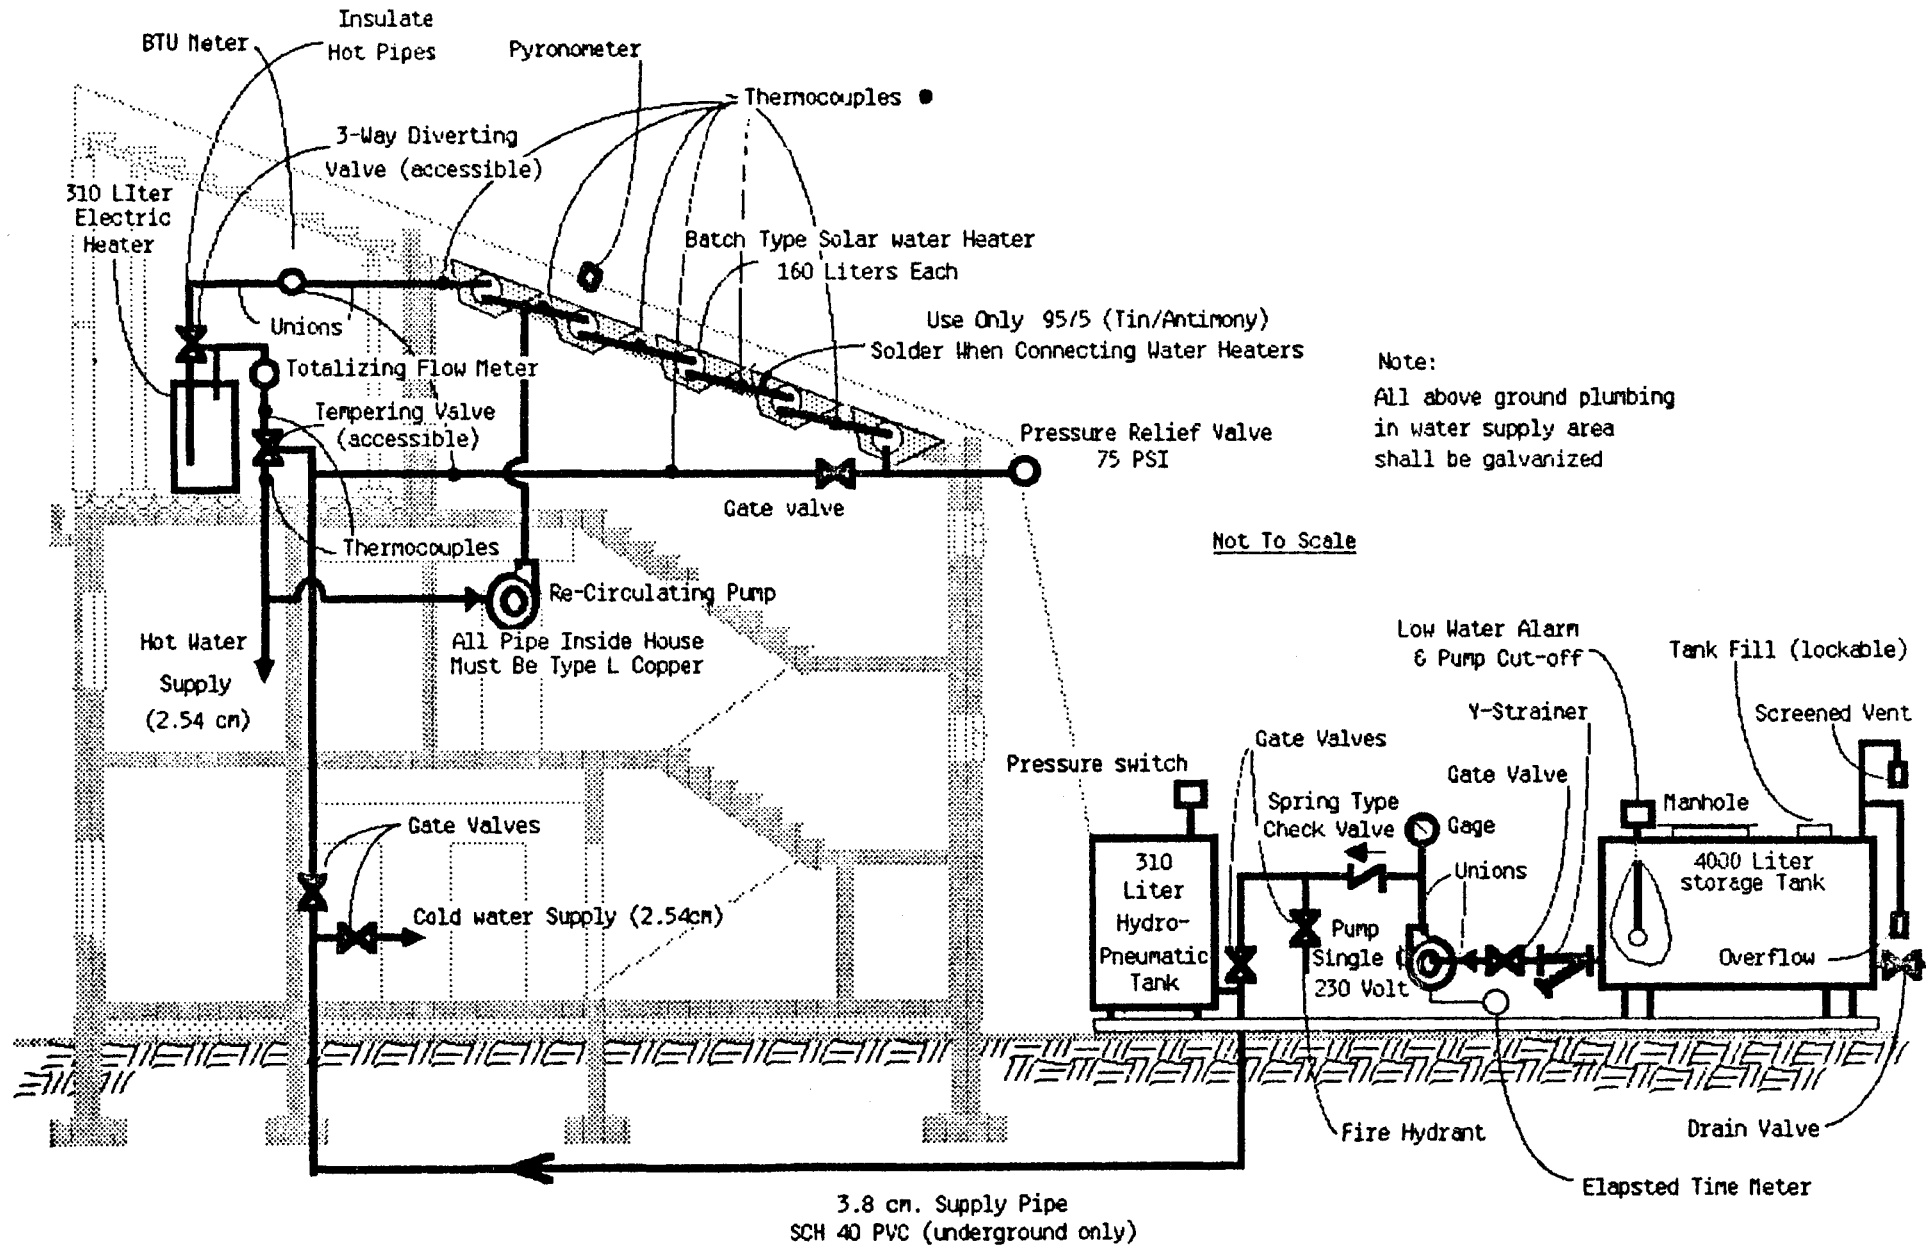 Insulate
Hot Pipes
BTU Meter
Pyronometer
Thermocouples
3-Way Diverting
Valve (accessible)
310 LIter
Electric
Heater
Batch Type Solar water Heater
160 Liters Each
Unions
Use Only 95/5 (Tin/Antimony)
Solder When Connecting Water Heaters
Totalizing Flow Meter
Tempering Valve
(accessible)
Note:
All above ground plumbing
in water supply area
shall be galvanized
Pressure Relief Valve
75 PSI
Gate valve
Not To Scale
Thermocouples
Re-Circulating Pump
All Pipe Inside House
Must Be Type L Copper
Hot Water
Supply
(2.54 cm)
Low Water Alarm
& Pump Cut-off
Tank Fill (lockable)
Y-Strainer
Screened Vent
Gate Valves
Pressure switch
Gate Valve
Spring Type
Check Valve
Gage
Manhole
Gate Valves
310
Liter
Hydro-
Pneumatic
Tank
Unions
4000 Liter
storage Tank
Cold water Supply (2.54cm)
Pump
Single
230 Volt
Overflow
Fire Hydrant
Drain Valve
Elapsted Time Meter
3.8 cm. Supply Pipe
SCH 40 PVC (underground only)